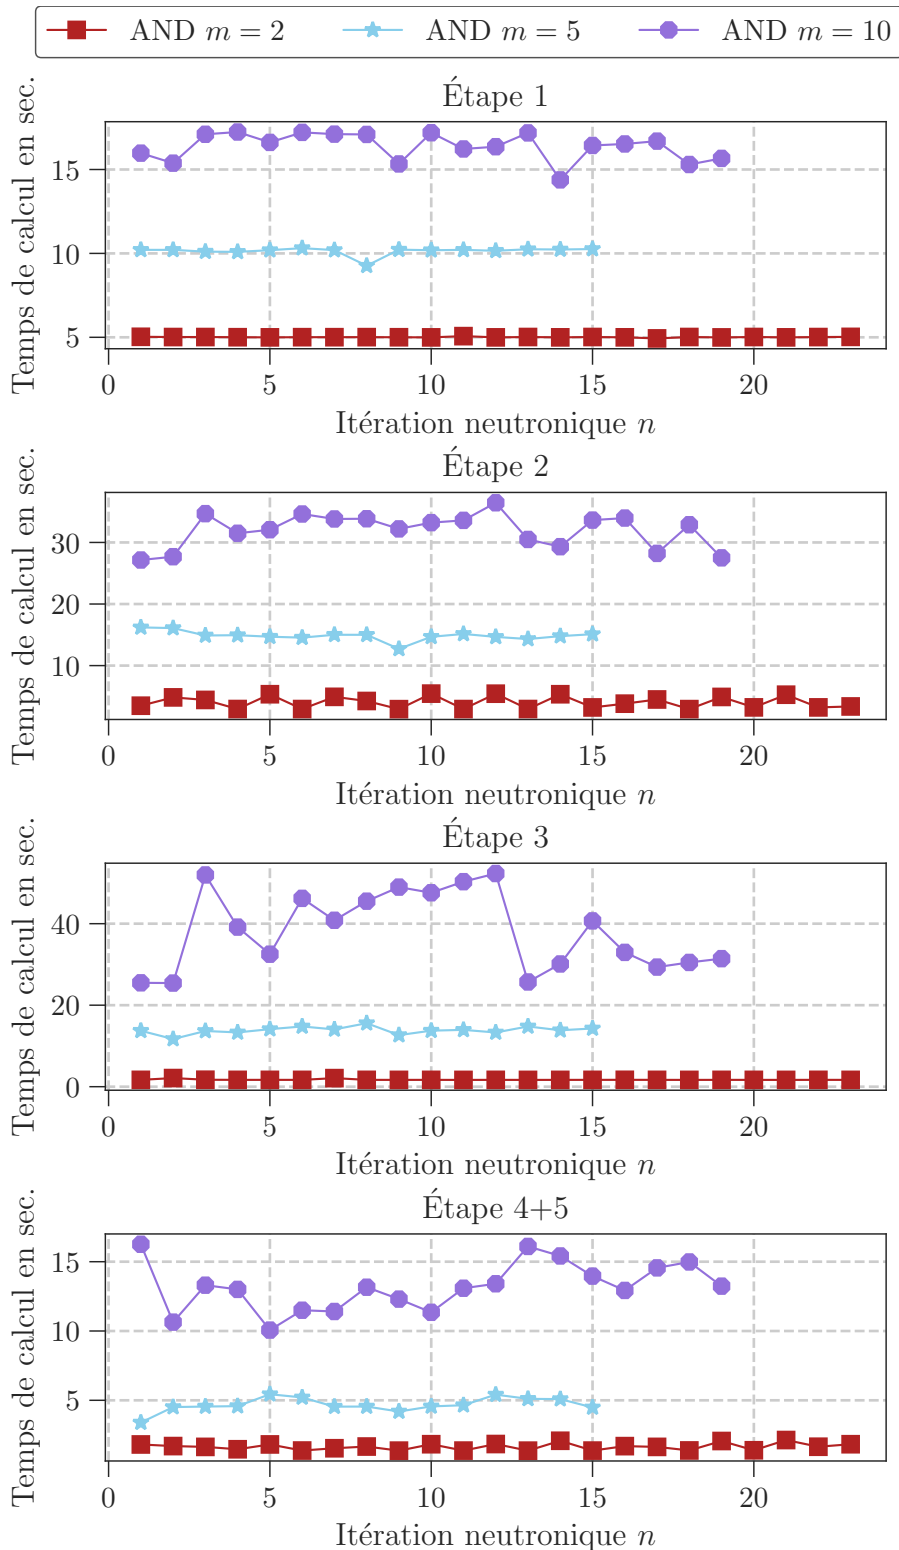 AND m = 2 AND m = 5 AND m = 10
Étape 1
Temps de calcul en sec.
15
10
5
0 5 10 15 20
Itération neutronique n
Étape 2
Temps de calcul en sec.
30
20
10
0 5 10 15 20
Itération neutronique n
Étape 3
Temps de calcul en sec.
40
20
0
0 5 10 15 20
Itération neutronique n
Étape 4+5
Temps de calcul en sec.
15
10
5
0 5 10 15 20
Itération neutronique n